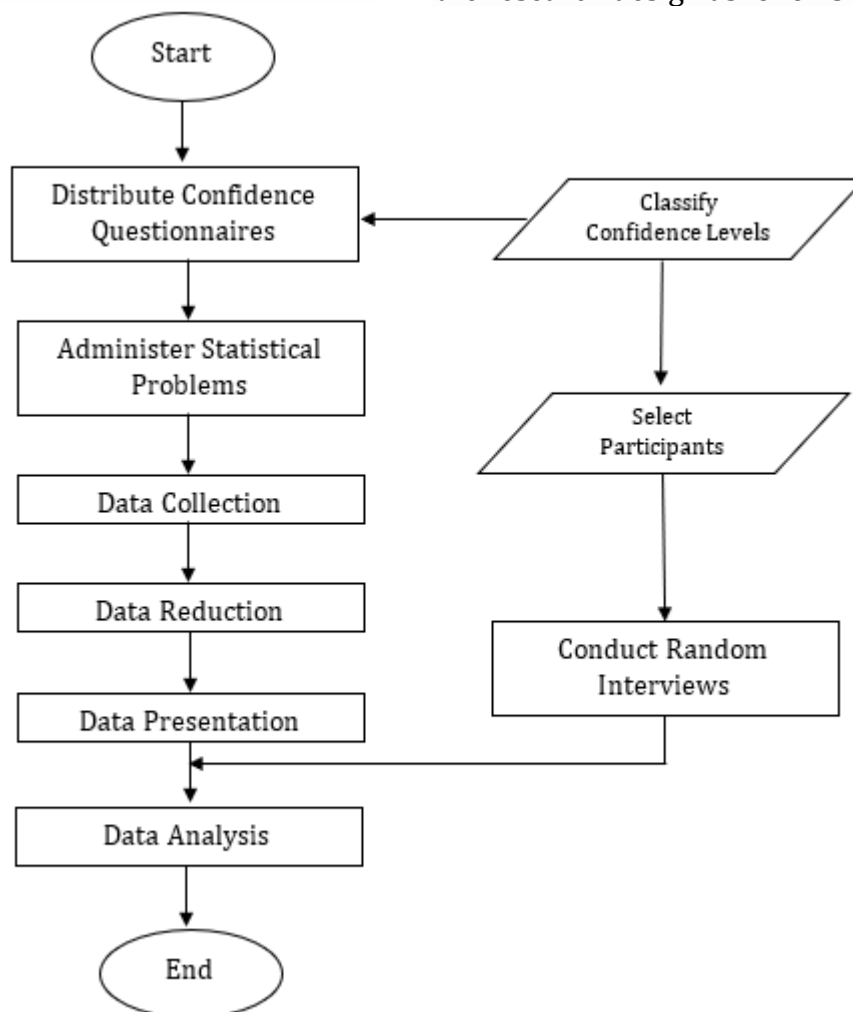 Start
Distribute Confidence
Questionnaires
Classify
Confidence Levels
Administer Statistical
Problems
Select
Participants
Data Collection
Data Reduction
Conduct Random
Interviews
Data Presentation
Data Analysis
End